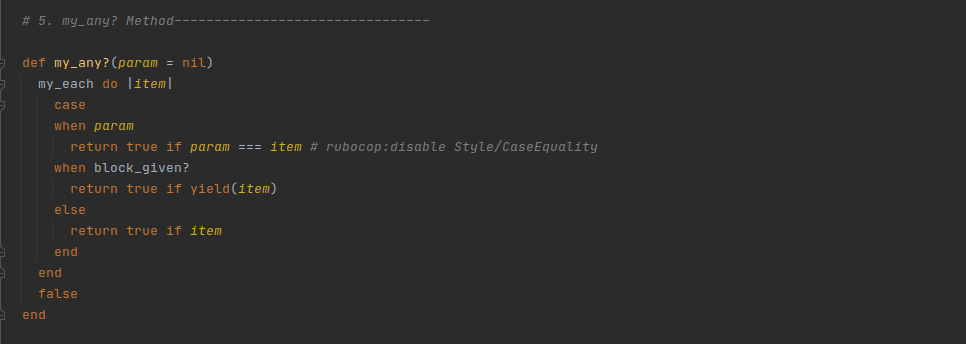 # 5. my_any? Method--------------------------------
def my_any?(param = nil)
  my_each do |item|
    case
    when param
      return true if param === item # rubocop:disable Style/CaseEquality
    when block_given?
      return true if yield(item)
    else
      return true if item
    end
  end
  false
end